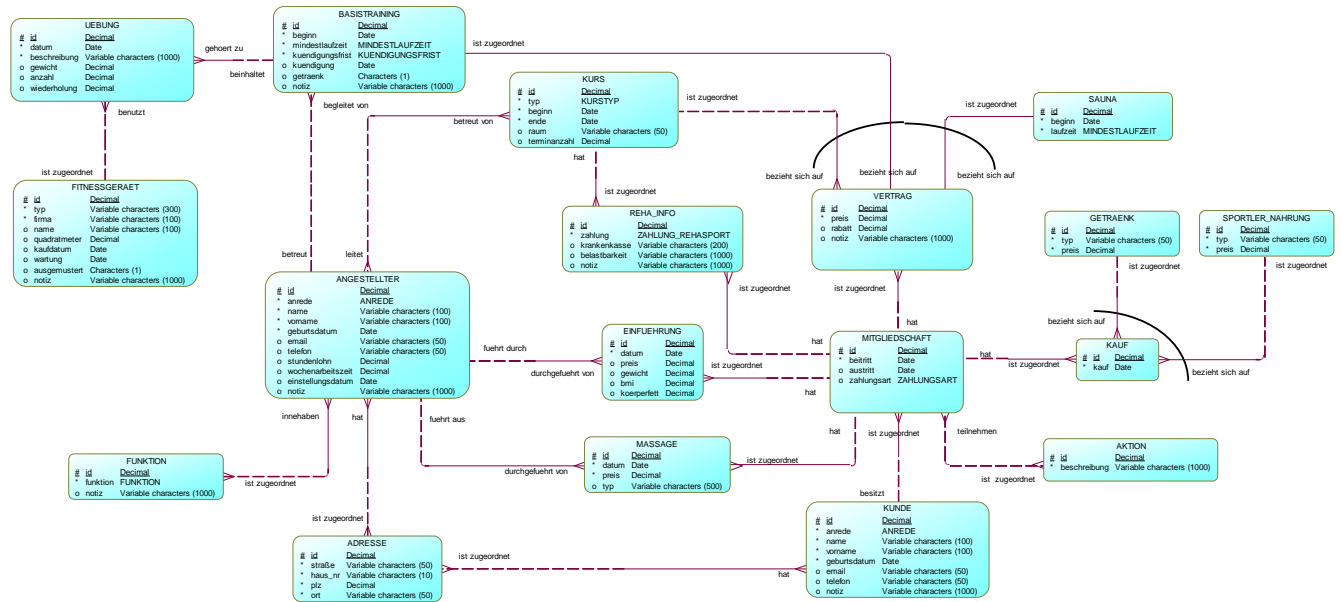 UEBUNG
# id Decimal
* datum Date
* beschreibung Variable characters (1000)
o gewicht Decimal
o anzahl Decimal
o wiederholung Decimal
gehoert zu
beinhaltet
BASISTRAINING
# id Decimal
* beginn Date
* mindestlaufzeit MINDESTLAUFZEIT
* kuendigungsfrist KUENDIGUNGSFRIST
o kuendigung Date
o getraenk Characters (1)
o notiz Variable characters (1000)
ist zugeordnet
benutzt
ist zugeordnet
begleitet von
betreut
FITNESSGERAET
# id Decimal
* typ Variable characters (300)
* firma Variable characters (100)
o name Variable characters (100)
o quadratmeter Decimal
o kaufdatum Date
o wartung Date
o ausgemustert Characters (1)
o notiz Variable characters (1000)
KURS
# id Decimal
* typ KURSTYP
* beginn Date
* ende Date
o raum Variable characters (50)
o terminanzahl Decimal
betreut von
leitet
ist zugeordnet
hat
ist zugeordnet
SAUNA
# id Decimal
* beginn Date
* laufzeit MINDESTLAUFZEIT
ist zugeordnet
bezieht sich auf
bezieht sich auf
bezieht sich auf
REHA_INFO
# id Decimal
* zahlung ZAHLUNG_REHASPORT
o krankenkasse Variable characters (200)
o belastbarkeit Variable characters (1000)
o notiz Variable characters (1000)
ist zugeordnet
hat
VERTRAG
# id Decimal
* preis Decimal
o rabatt Decimal
o notiz Variable characters (1000)
ist zugeordnet
hat
GETRAENK
# id Decimal
* typ Variable characters (50)
* preis Decimal
ist zugeordnet
SPORTLER_NAHRUNG
# id Decimal
* typ Variable characters (50)
* preis Decimal
ist zugeordnet
bezieht sich auf
bezieht sich auf
ANGESTELLTER
# id Decimal
* anrede ANREDE
* name Variable characters (100)
* vorname Variable characters (100)
* geburtsdatum Date
o email Variable characters (50)
o telefon Variable characters (50)
o stundenlohn Decimal
o wochenarbeitszeit Decimal
o einstellungsdatum Date
o notiz Variable characters (1000)
fuehrt durch
durchgefuehrt von
EINFUEHRUNG
# id Decimal
* datum Date
o preis Decimal
o gewicht Decimal
o bmi Decimal
o koerperfett Decimal
ist zugeordnet
hat
MITGLIEDSCHAFT
# id Decimal
* beitritt Date
o austritt Date
o zahlungsart ZAHLUNGSART
hat
ist zugeordnet
KAUF
# id Decimal
* kauf Date
innehaben
hat
fuehrt aus
durchgefuehrt von
FUNKTION
# id Decimal
* funktion FUNKTION
o notiz Variable characters (1000)
ist zugeordnet
MASSAGE
# id Decimal
* datum Date
* preis Decimal
o typ Variable characters (500)
ist zugeordnet
hat
ist zugeordnet
besitzt
teilnehmen
ist zugeordnet
AKTION
# id Decimal
* beschreibung Variable characters (1000)
ist zugeordnet
ADRESSE
# id Decimal
* straße Variable characters (50)
* haus_nr Variable characters (10)
* plz Decimal
* ort Variable characters (50)
ist zugeordnet
hat
KUNDE
# id Decimal
* anrede ANREDE
* name Variable characters (100)
* vorname Variable characters (100)
* geburtsdatum Date
o email Variable characters (50)
o telefon Variable characters (50)
o notiz Variable characters (1000)